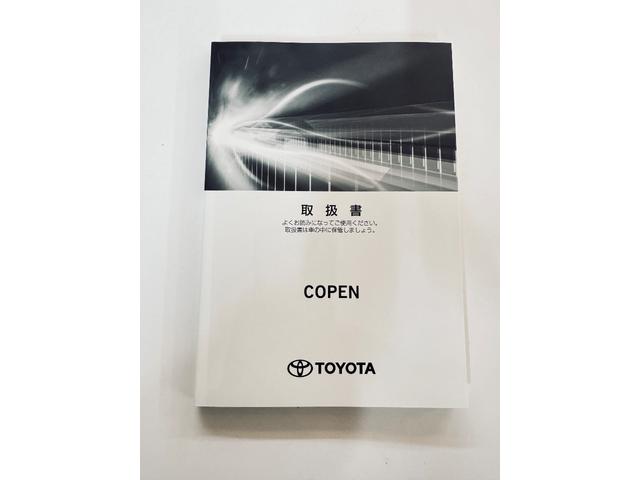 取扱書
よくお読みになってご使用ください。
取扱書は車の中に保管しましょう。
COPEN
TOYOTA